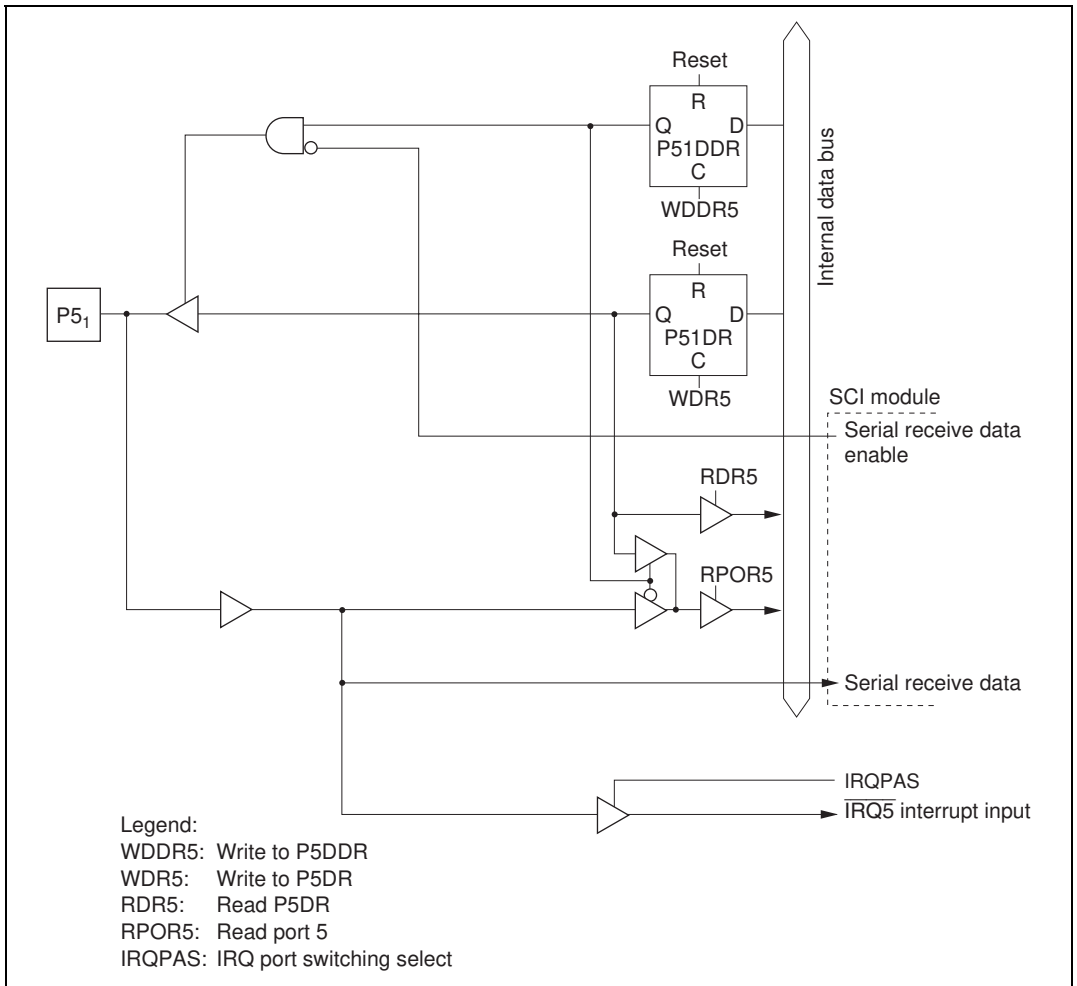 Reset
R
Q D
P51DDR
C
WDDR5
Internal data bus
Reset
R
P5₁
Q D
P51DR
C
WDR5
SCI module
Serial receive data
enable
RDR5
RPOR5
Serial receive data
IRQPAS
I̅R̅Q̅5̅ interrupt input
Legend:
WDDR5: Write to P5DDR
WDR5: Write to P5DR
RDR5: Read P5DR
RPOR5: Read port 5
IRQPAS: IRQ port switching select